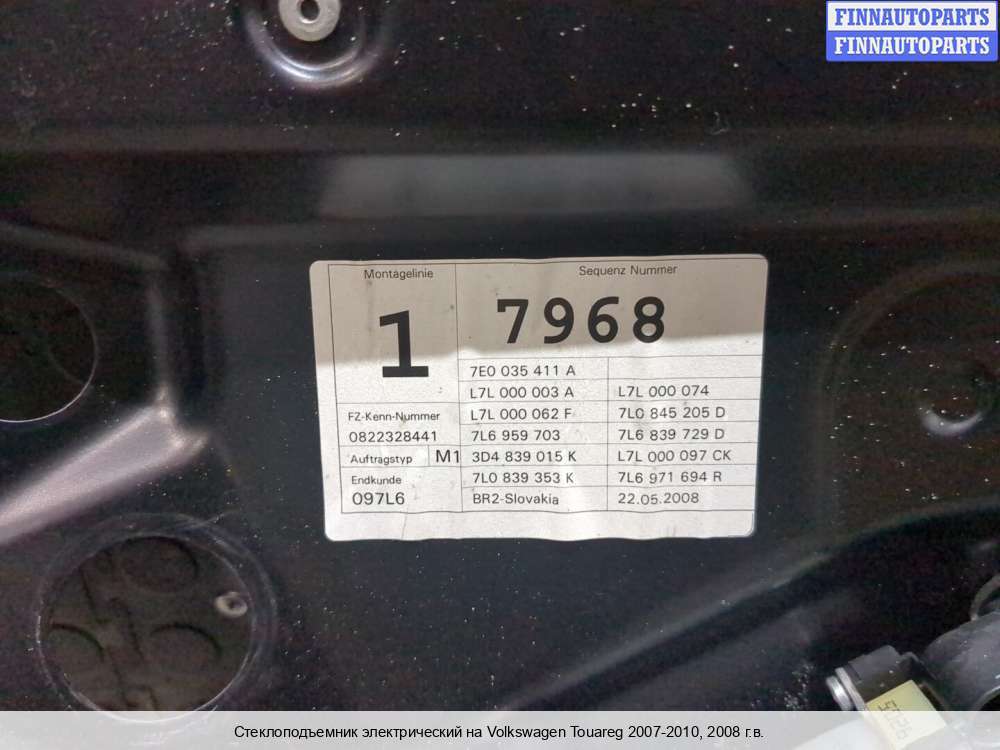 FINNAUTOPARTS
FINNAUTOPARTS
Montagelinie
Sequenz Nummer
1
7968
7E0 035 411 A
L7L 000 003 A L7L 000 074
FZ-Kenn-Nummer
L7L 000 062 F 7L0 845 205 D
0822328441
7L6 959 703 7L6 839 729 D
Auftragstyp M1
3D4 839 015 K L7L 000 097 CK
Endkunde
7L0 839 353 K 7L6 971 694 R
097L6
BR2-Slovakia 22.05.2008
Стеклоподъемник электрический на Volkswagen Touareg 2007-2010, 2008 г.в.